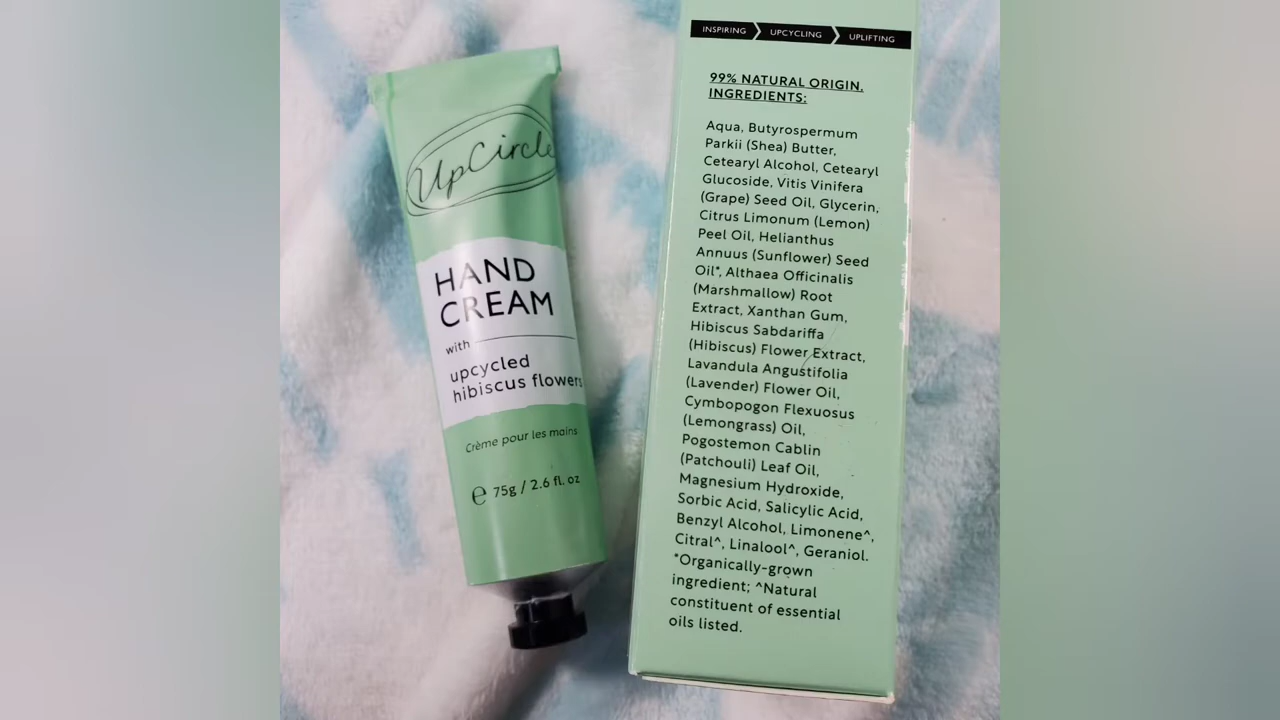 UpCircle
HAND
CREAM
with
upcycled
hibiscus flowers
Crème pour les mains
e 75g / 2.6 fl. oz
INSPIRING UPCYCLING UPLIFTING
99% NATURAL ORIGIN.
INGREDIENTS:
Aqua, Butyrospermum
Parkii (Shea) Butter,
Cetearyl Alcohol, Cetearyl
Glucoside, Vitis Vinifera
(Grape) Seed Oil, Glycerin,
Citrus Limonum (Lemon)
Peel Oil, Helianthus
Annuus (Sunflower) Seed
Oil*, Althaea Officinalis
(Marshmallow) Root
Extract, Xanthan Gum,
Hibiscus Sabdariffa
(Hibiscus) Flower Extract,
Lavandula Angustifolia
(Lavender) Flower Oil,
Cymbopogon Flexuosus
(Lemongrass) Oil,
Pogostemon Cablin
(Patchouli) Leaf Oil,
Magnesium Hydroxide,
Sorbic Acid, Salicylic Acid,
Benzyl Alcohol, Limonene^,
Citral^, Linalool^, Geraniol.
*Organically-grown
ingredient; ^Natural
constituent of essential
oils listed.